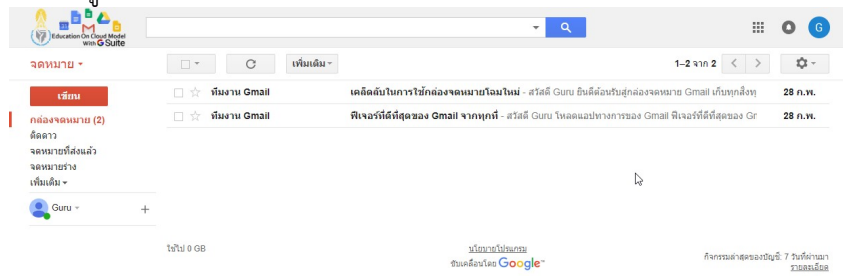 Education On Cloud Model
With G Suite
G
จดหมาย
เพิ่มเติม
1–2 จาก 2
เขียน
ทีมงาน Gmail
เคล็ดลับในการใช้กล่องจดหมายโฉมใหม่ - สวัสดี Guru ยินดีต้อนรับสู่กล่องจดหมาย Gmail เก็บทุกสิ่งทุ
28 ก.พ.
กล่องจดหมาย (2)
ทีมงาน Gmail
ฟีเจอร์ที่ดีที่สุดของ Gmail จากทุกที่ - สวัสดี Guru โหลดแอปทางการของ Gmail ฟีเจอร์ที่ดีที่สุดของ Gr
28 ก.พ.
ติดดาว
จดหมายที่ส่งแล้ว
จดหมายร่าง
เพิ่มเติม
Guru
ใช้ไป 0 GB
นโยบายโปรแกรม
ขับเคลื่อนโดย Google™
กิจกรรมล่าสุดของบัญชี: 7 วันที่ผ่านมา
รายละเอียด